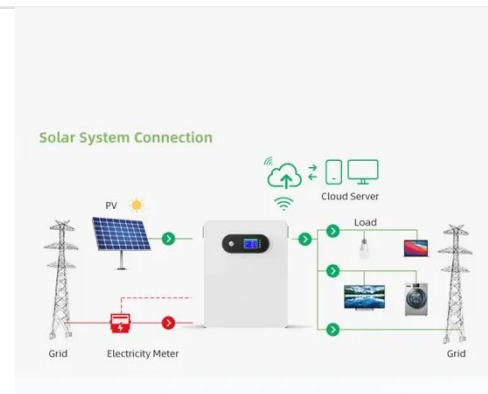 Solar System Connection
PV
Cloud Server
Load
Grid
Electricity Meter
Grid